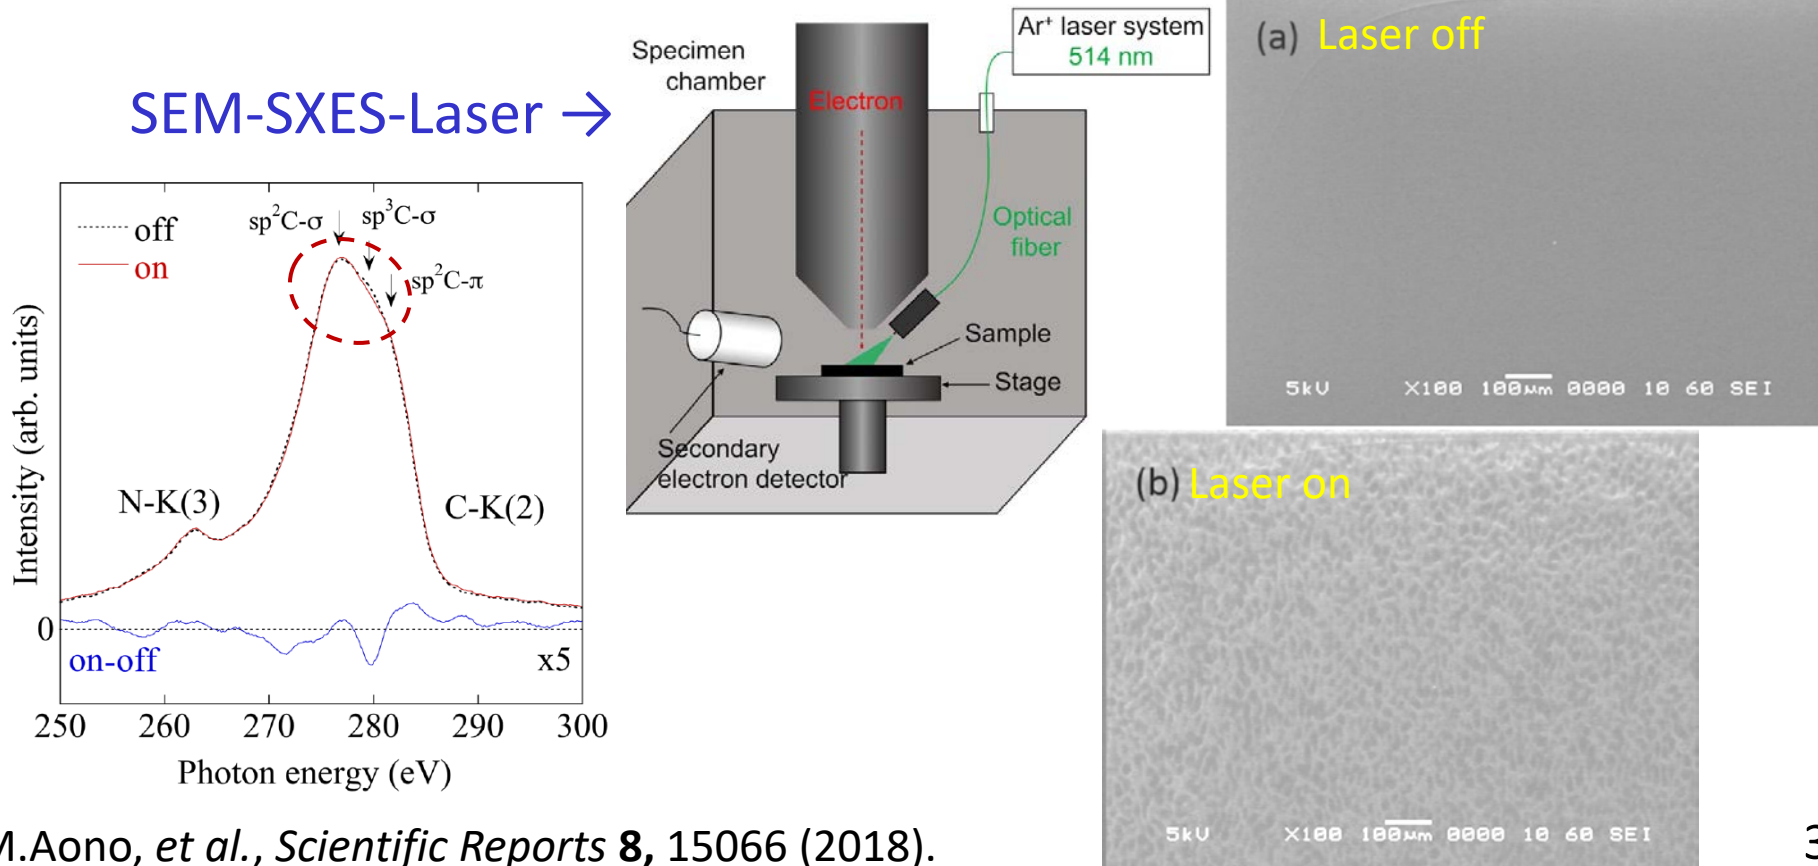 SEM-SXES-Laser →
off
on
sp²C-σ
sp³C-σ
sp²C-π
N-K(3)
C-K(2)
0
on-off
x5
250 260 270 280 290 300
Photon energy (eV)
Intensity (arb. units)
Specimen
chamber
Electron
Ar⁺ laser system
514 nm
Optical
fiber
Sample
Stage
Secondary
electron detector
(a) Laser off
5kV X100 100μm 0000 10 60 SEI
(b) Laser on
5kV X100 100μm 0000 10 60 SEI
M.Aono, et al., Scientific Reports 8, 15066 (2018).
3